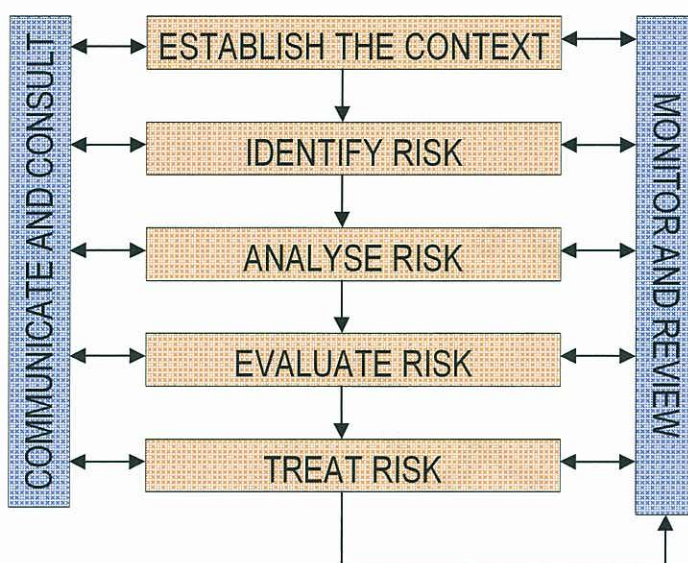 COMMUNICATE AND CONSULT
ESTABLISH THE CONTEXT
IDENTIFY RISK
ANALYSE RISK
EVALUATE RISK
TREAT RISK
MONITOR AND REVIEW